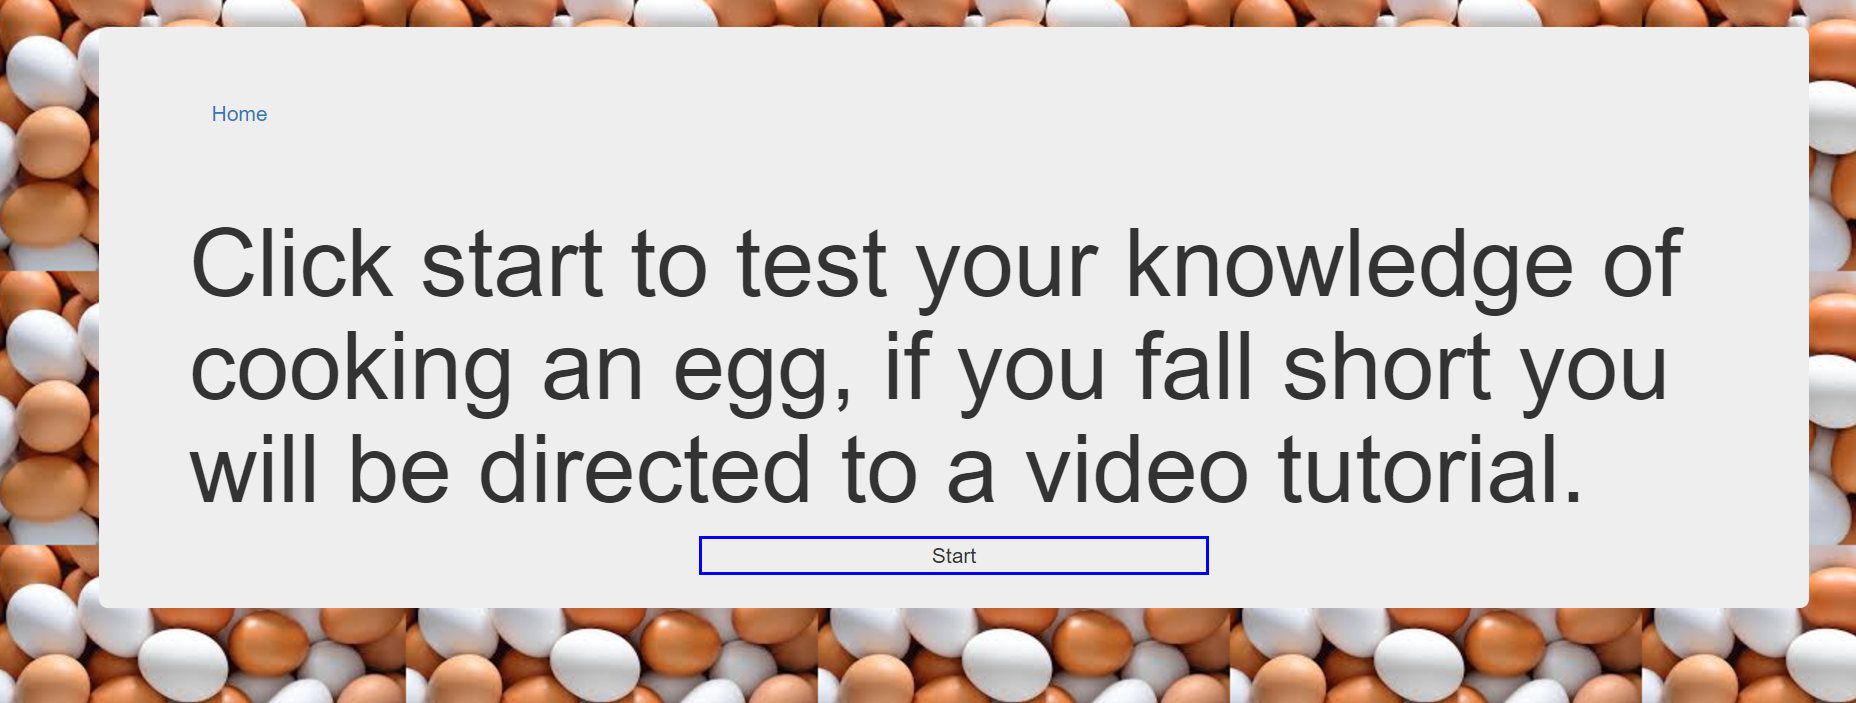 Home
Click start to test your knowledge of
cooking an egg, if you fall short you
will be directed to a video tutorial.
Start